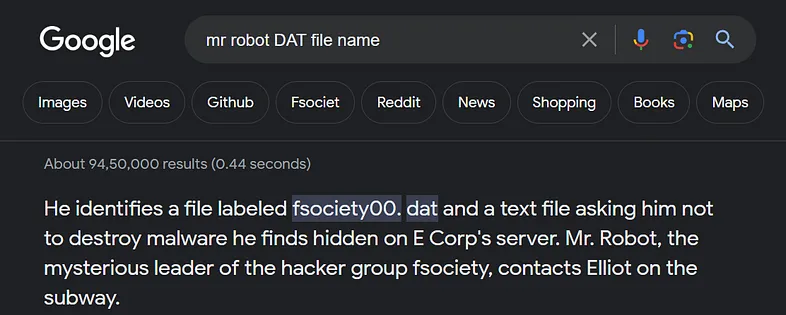 Google mr robot DAT file name
Images Videos Github Fsociet Reddit News Shopping Books Maps
About 94,50,000 results (0.44 seconds)
He identifies a file labeled fsociety00. dat and a text file asking him not
to destroy malware he finds hidden on E Corp's server. Mr. Robot, the
mysterious leader of the hacker group fsociety, contacts Elliot on the
subway.